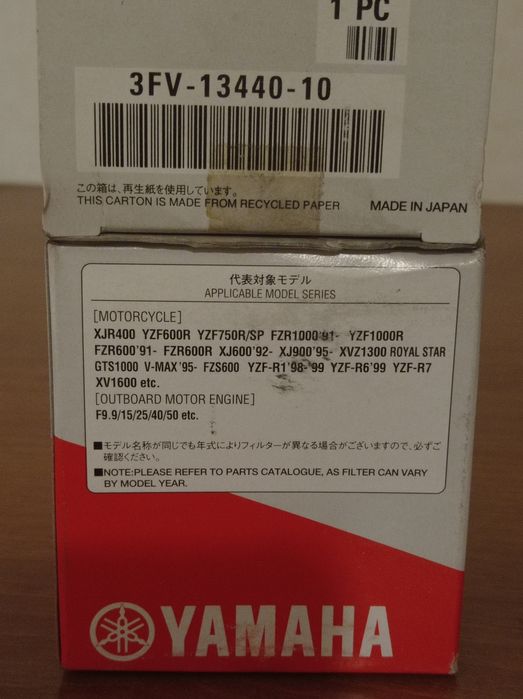 1 PC
3FV-13440-10
この箱は、再生紙を使用しています。
THIS CARTON IS MADE FROM RECYCLED PAPER
MADE IN JAPAN
代表対象モデル
APPLICABLE MODEL SERIES
[MOTORCYCLE]
XJR400 YZF600R YZF750R/SP FZR1000'91- YZF1000R
FZR600'91- FZR600R XJ600'92- XJ900'95- XVZ1300 ROYAL STAR
GTS1000 V-MAX'95- FZS600 YZF-R1'98-'99 YZF-R6'99 YZF-R7
XV1600 etc.
[OUTBOARD MOTOR ENGINE]
F9.9/15/25/40/50 etc.
■モデル名称が同じでも年式によりフィルターが異なる場合がございますので、必ずご
確認ください。
■NOTE:PLEASE REFER TO PARTS CATALOGUE, AS FILTER CAN VARY
BY MODEL YEAR.
YAMAHA